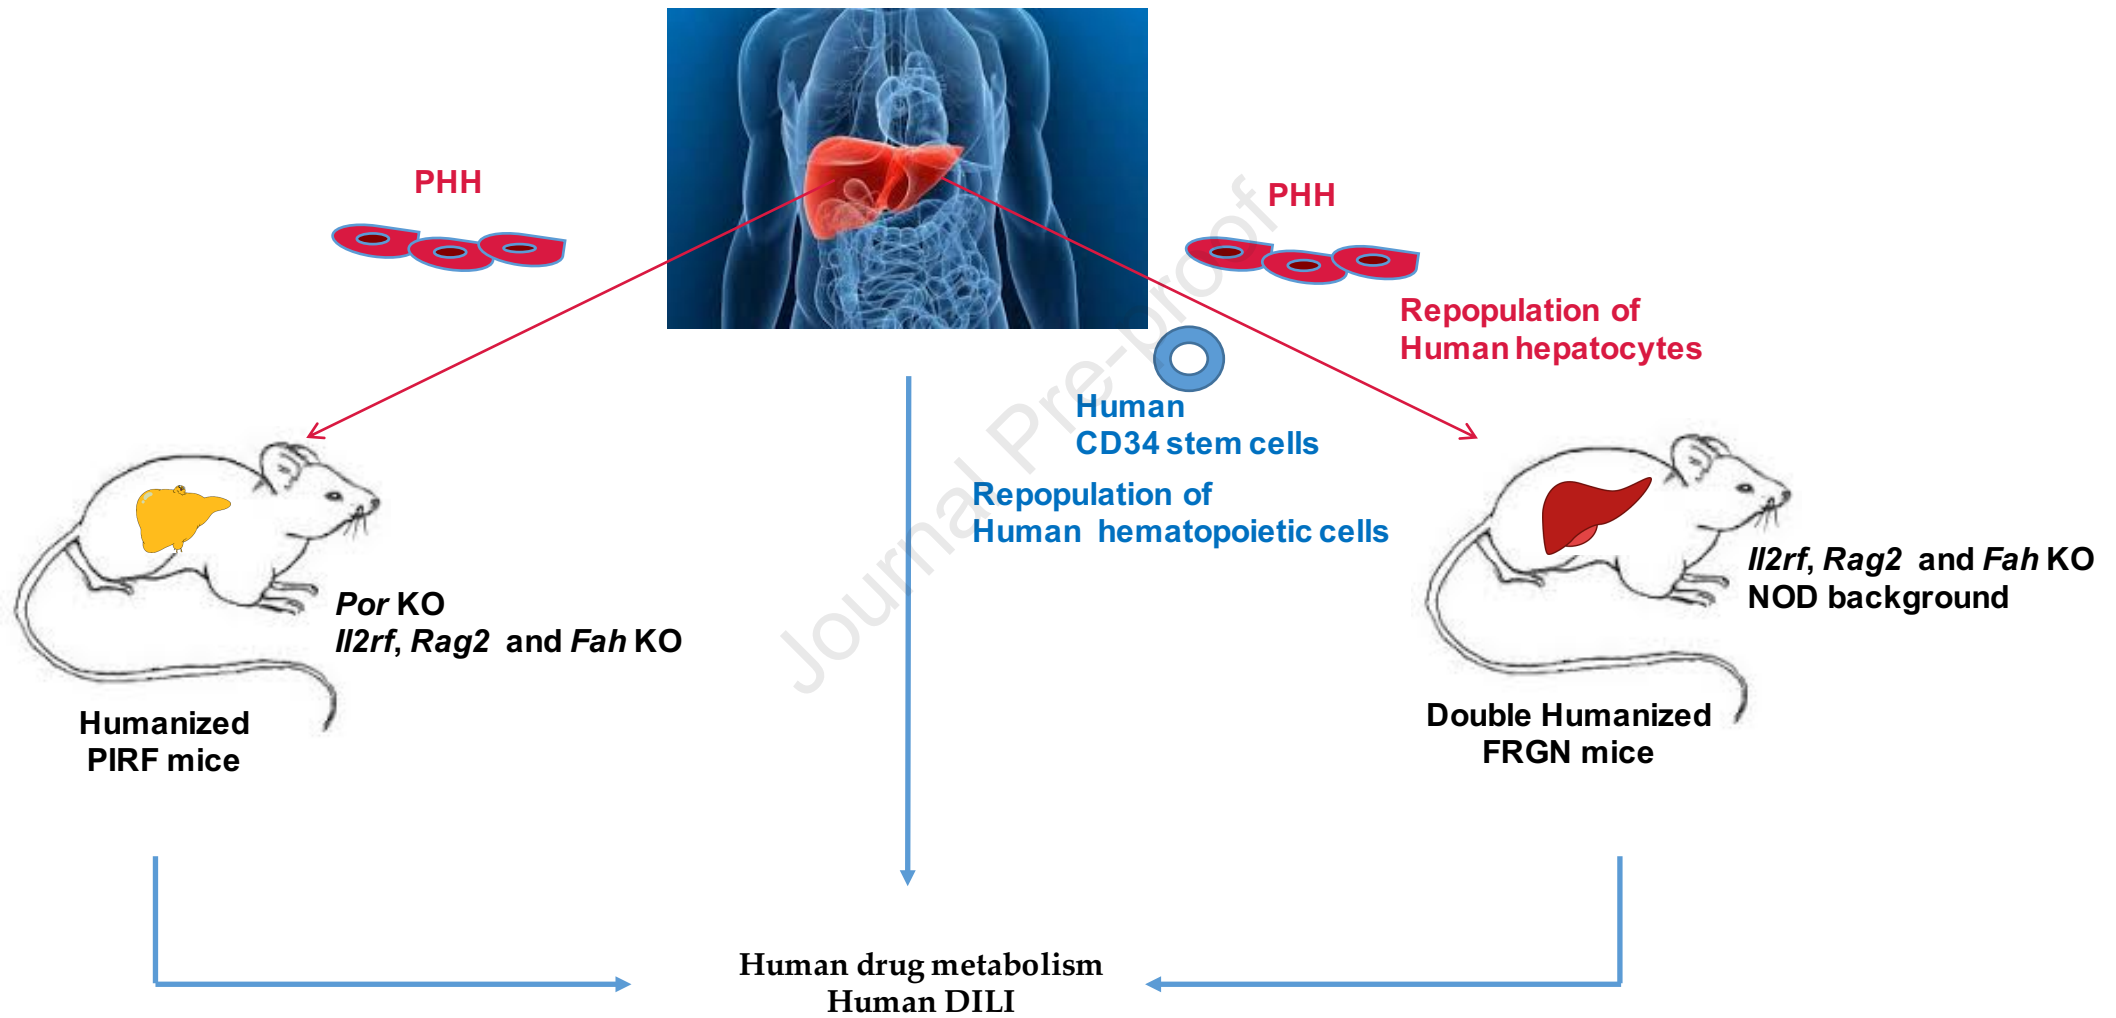 PHH
PHH
Repopulation of
Human hepatocytes
Human
CD34 stem cells
Repopulation of
Human hematopoietic cells
Journal Pre-proof
Por KO
Il2rf, Rag2 and Fah KO
Humanized
PIRF mice
Il2rf, Rag2 and Fah KO
NOD background
Double Humanized
FRGN mice
Human drug metabolism
Human DILI